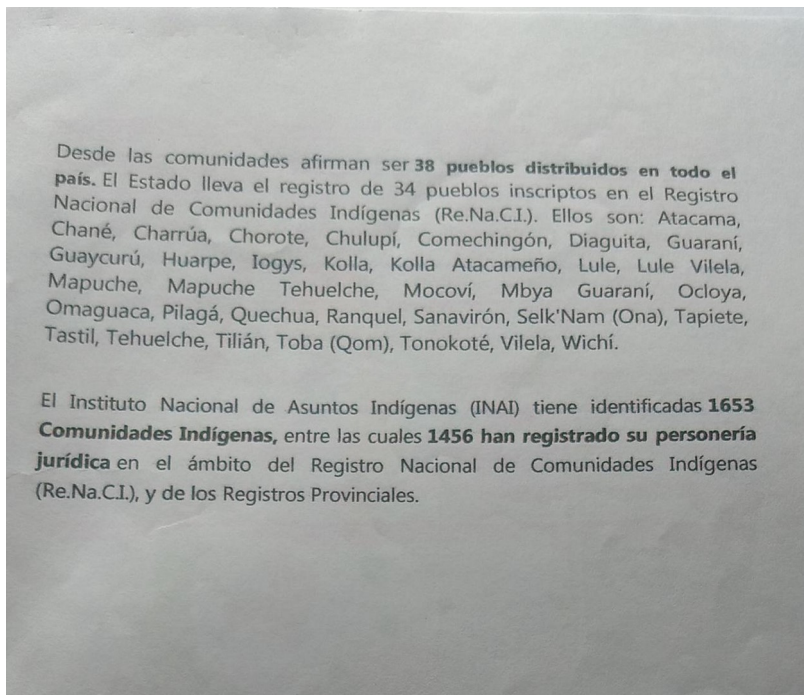 Desde las comunidades afirman ser 38 pueblos distribuidos en todo el
país. El Estado lleva el registro de 34 pueblos inscriptos en el Registro
Nacional de Comunidades Indígenas (Re.Na.C.I.). Ellos son: Atacama,
Chané, Charrúa, Chorote, Chulupí, Comechingón, Diaguita, Guaraní,
Guaycurú, Huarpe, Iogys, Kolla, Kolla Atacameño, Lule, Lule Vilela,
Mapuche, Mapuche Tehuelche, Mocoví, Mbya Guaraní, Ocloya,
Omaguaca, Pilagá, Quechua, Ranquel, Sanavirón, Selk'Nam (Ona), Tapiete,
Tastil, Tehuelche, Tilián, Toba (Qom), Tonokoté, Vilela, Wichí.
El Instituto Nacional de Asuntos Indígenas (INAI) tiene identificadas 1653
Comunidades Indígenas, entre las cuales 1456 han registrado su personería
jurídica en el ámbito del Registro Nacional de Comunidades Indígenas
(Re.Na.C.I.), y de los Registros Provinciales.